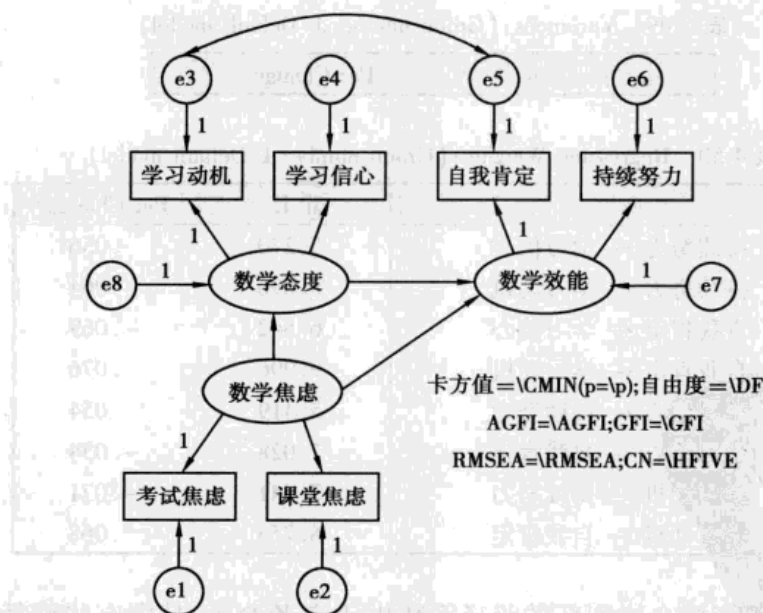 e3 e4 e5 e6
1 1 1 1
学习动机 学习信心 自我肯定 持续努力
1 1
e8 1 数学态度 数学效能 1 e7
数学焦虑
卡方值=\CMIN(p=\p);自由度=\DF
AGFI=\AGFI;GFI=\GFI
1
RMSEA=\RMSEA;CN=\HFIVE
考试焦虑 课堂焦虑
1 1
e1 e2